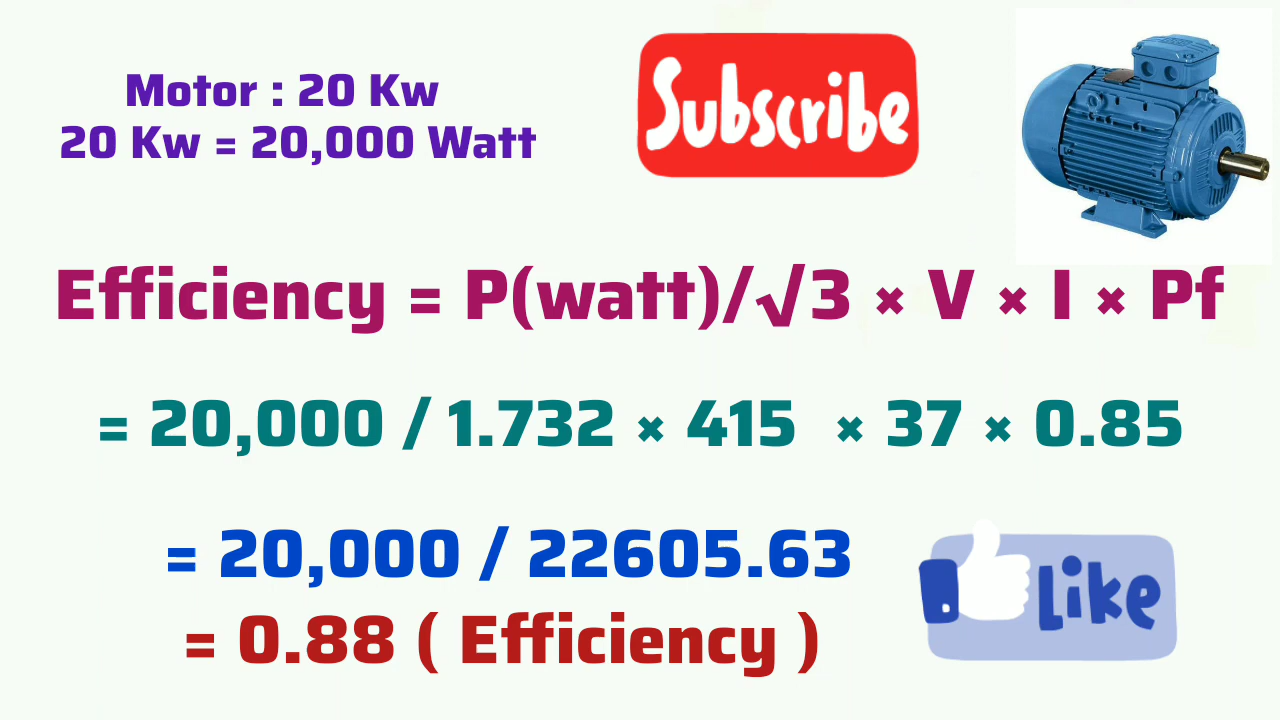 Motor : 20 Kw
20 Kw = 20,000 Watt
Subscribe
Efficiency = P(watt)/√3 × V × I × Pf
= 20,000 / 1.732 × 415 × 37 × 0.85
= 20,000 / 22605.63
= 0.88 ( Efficiency )
Like